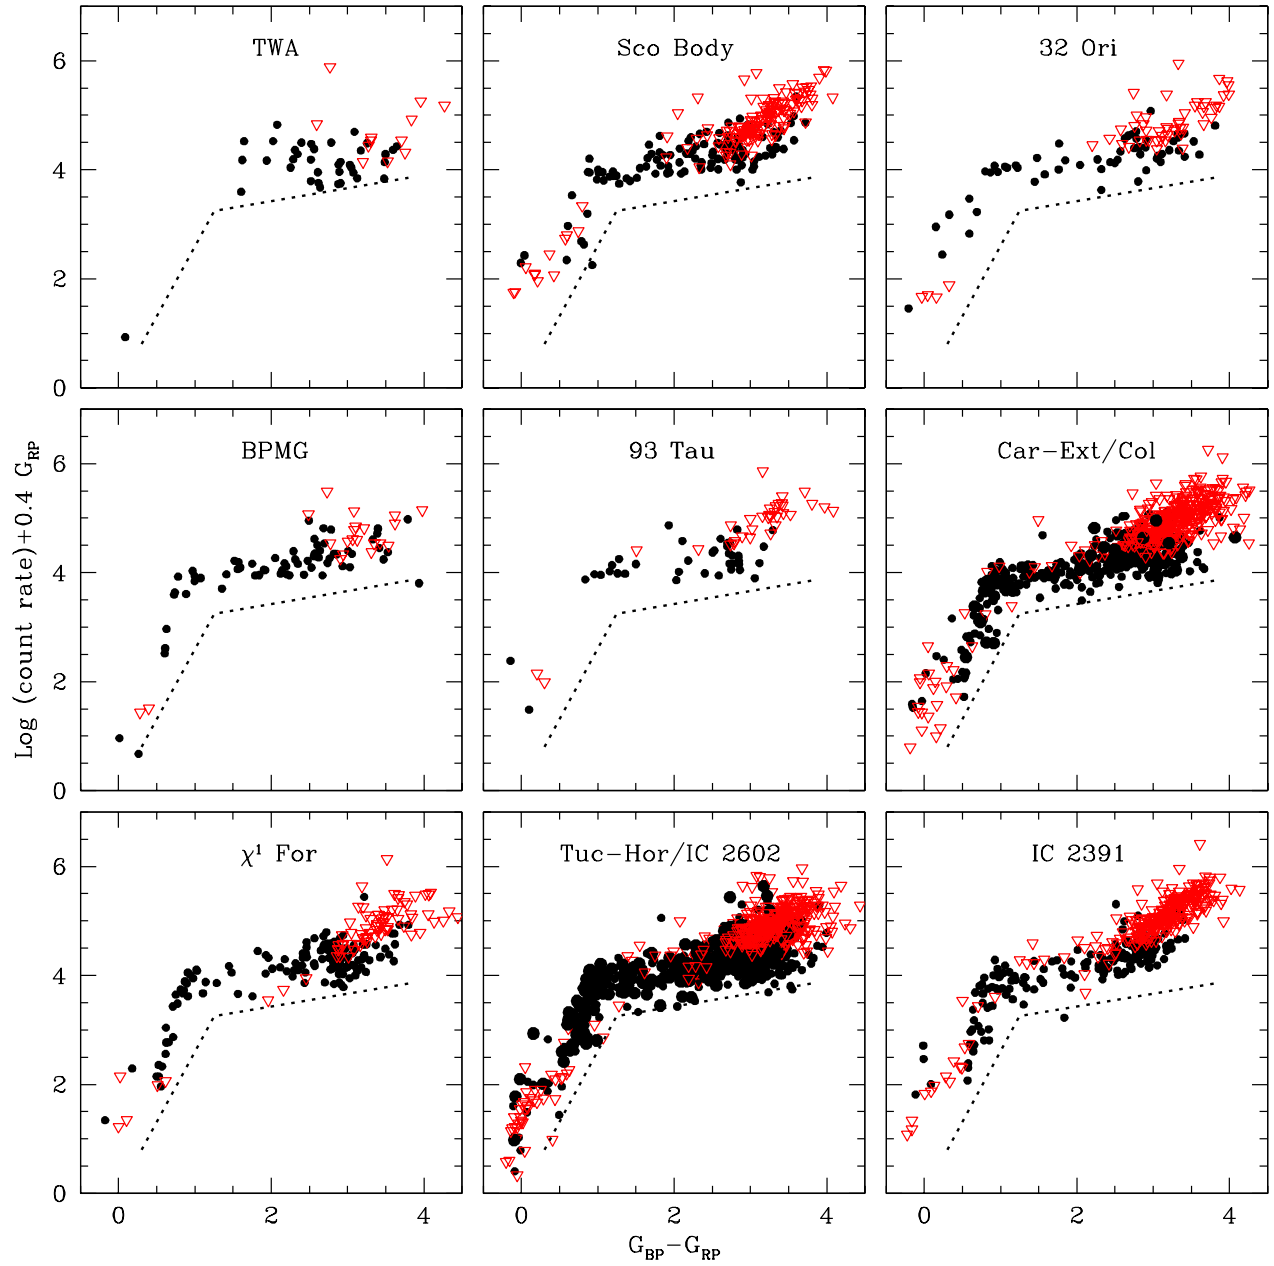 TWA
Sco Body
32 Ori
6
4
2
0
BPMG
93 Tau
Car−Ext/Col
6
4
2
0
Log (count rate)+0.4 G_RP
χ¹ For
Tuc−Hor/IC 2602
IC 2391
6
4
2
0
0 2 4
0 2 4
0 2 4
G_BP−G_RP